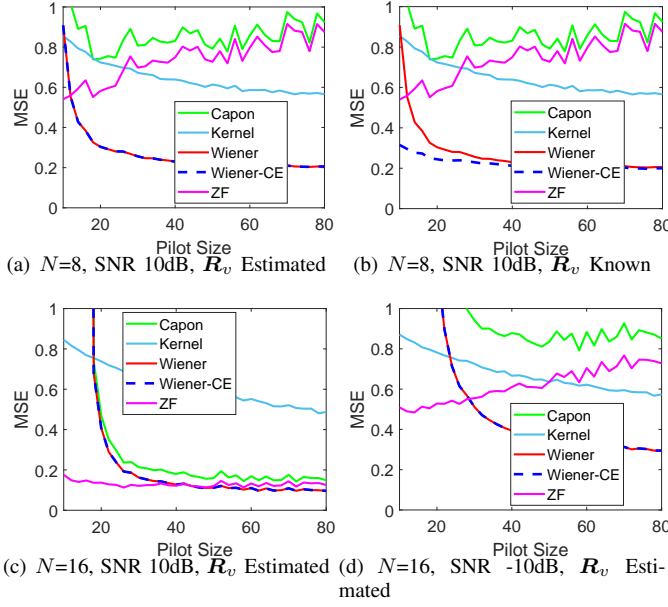 1
0.8
0.6
0.4
0.2
0
MSE
20
40
60
80
Pilot Size
Capon
Kernel
Wiener
Wiener-CE
ZF
(a) N=8, SNR 10dB, R_v Estimated
1
0.8
0.6
0.4
0.2
0
MSE
20
40
60
80
Pilot Size
Capon
Kernel
Wiener
Wiener-CE
ZF
(b) N=8, SNR 10dB, R_v Known
1
0.8
0.6
0.4
0.2
0
MSE
20
40
60
80
Pilot Size
Capon
Kernel
Wiener
Wiener-CE
ZF
(c) N=16, SNR 10dB, R_v Estimated
1
0.8
0.6
0.4
0.2
0
MSE
20
40
60
80
Pilot Size
Capon
Kernel
Wiener
Wiener-CE
ZF
(d) N=16, SNR -10dB, R_v Esti-
mated